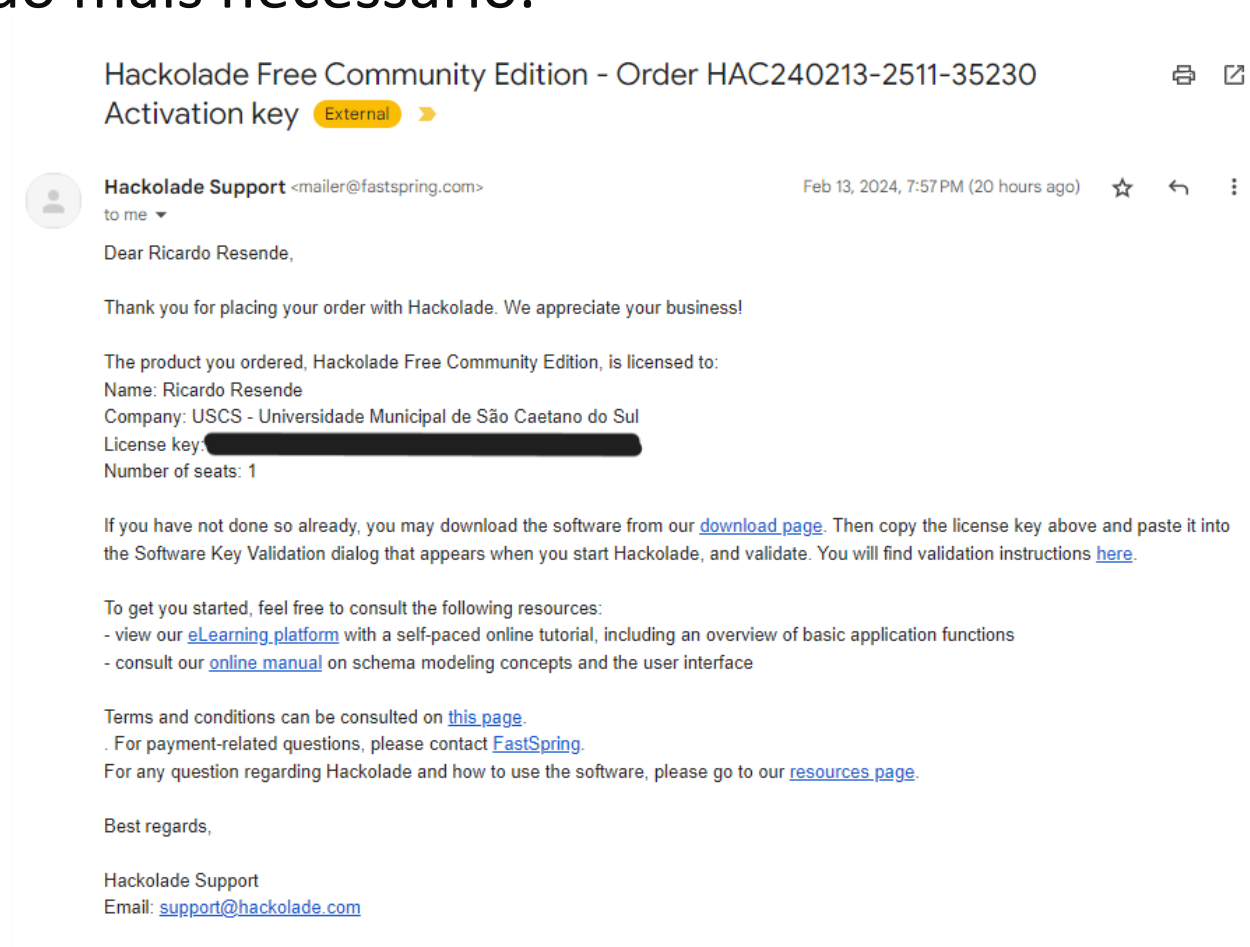 mais necessário.
Hackolade Free Community Edition - Order HAC240213-2511-35230
Activation key External
Hackolade Support <mailer@fastspring.com> Feb 13, 2024, 7:57 PM (20 hours ago)
to me
Dear Ricardo Resende,
Thank you for placing your order with Hackolade. We appreciate your business!
The product you ordered, Hackolade Free Community Edition, is licensed to:
Name: Ricardo Resende
Company: USCS - Universidade Municipal de São Caetano do Sul
License key:
Number of seats: 1
If you have not done so already, you may download the software from our download page. Then copy the license key above and paste it into
the Software Key Validation dialog that appears when you start Hackolade, and validate. You will find validation instructions here.
To get you started, feel free to consult the following resources:
- view our eLearning platform with a self-paced online tutorial, including an overview of basic application functions
- consult our online manual on schema modeling concepts and the user interface
Terms and conditions can be consulted on this page.
. For payment-related questions, please contact FastSpring.
For any question regarding Hackolade and how to use the software, please go to our resources page.
Best regards,
Hackolade Support
Email: support@hackolade.com